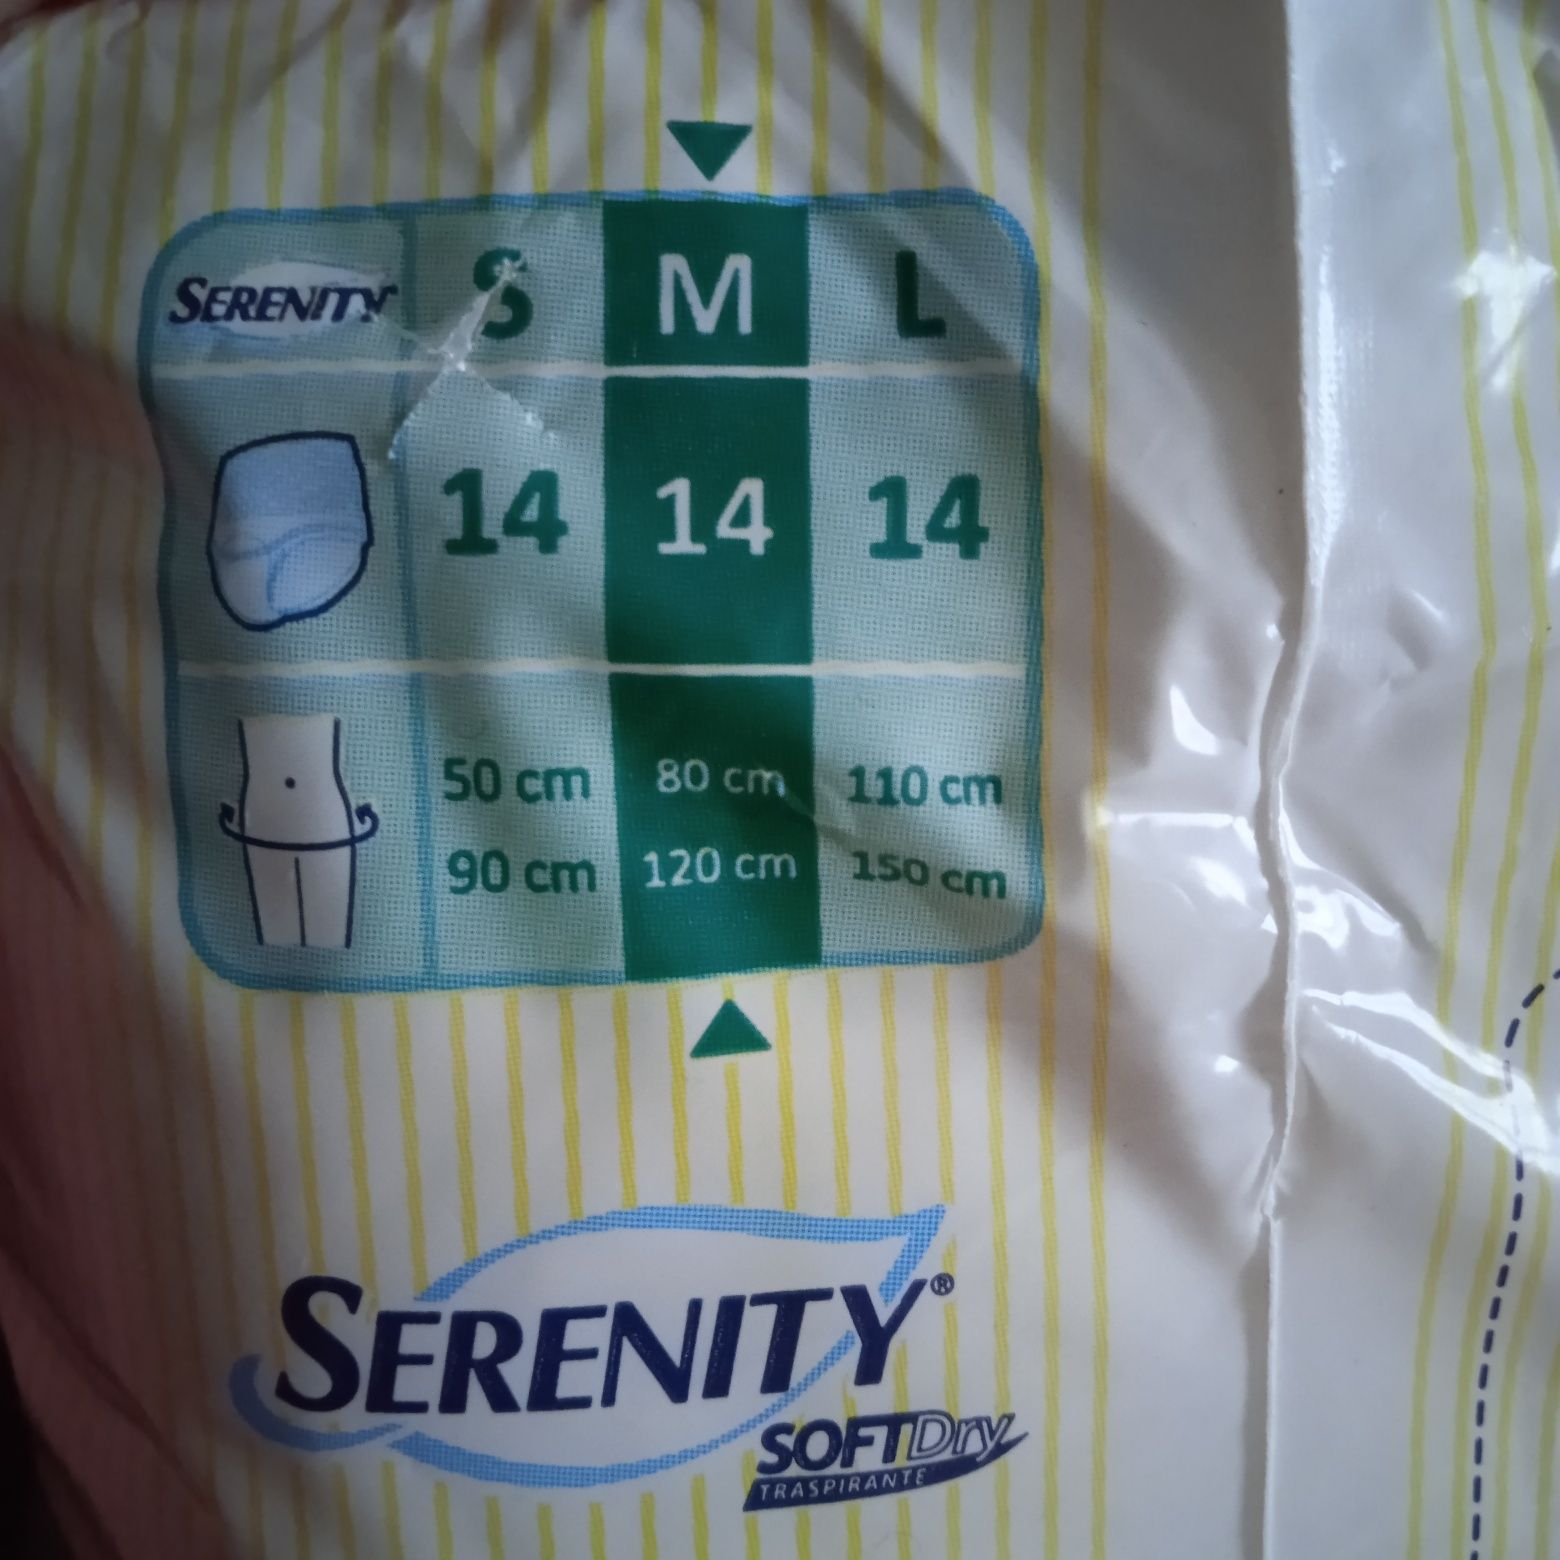 SERENITY S M L
14 14 14
50 cm 80 cm 110 cm
90 cm 120 cm 150 cm
SERENITY®
SOFTDry
TRASPIRANTE